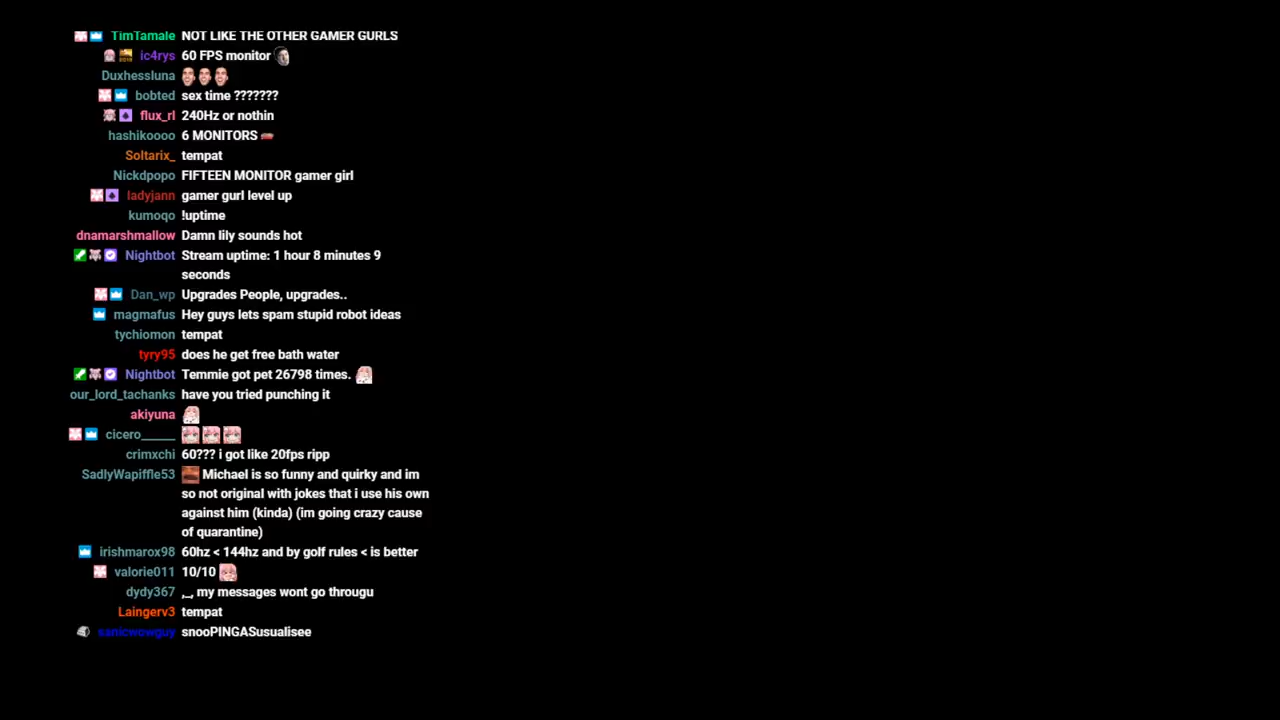 TimTamale NOT LIKE THE OTHER GAMER GURLS
ic4rys 60 FPS monitor
Duxhessluna
bobted sex time ???????
flux_rl 240Hz or nothin
hashikoooo 6 MONITORS
Soltarix_ tempat
Nickdpopo FIFTEEN MONITOR gamer girl
ladyjann gamer gurl level up
kumoqo !uptime
dnamarshmallow Damn lily sounds hot
Nightbot Stream uptime: 1 hour 8 minutes 9
seconds
Dan_wp Upgrades People, upgrades..
magmafus Hey guys lets spam stupid robot ideas
tychiomon tempat
tyry95 does he get free bath water
Nightbot Temmie got pet 26798 times.
our_lord_tachanks have you tried punching it
akiyuna
cicero______
crimxchi 60??? i got like 20fps ripp
SadlyWapiffle53 Michael is so funny and quirky and im
so not original with jokes that i use his own
against him (kinda) (im going crazy cause
of quarantine)
irishmarox98 60hz < 144hz and by golf rules < is better
valorie011 10/10
dydy367 my messages wont go througu
Laingerv3 tempat
sanicwowguy snooPINGASusualisee